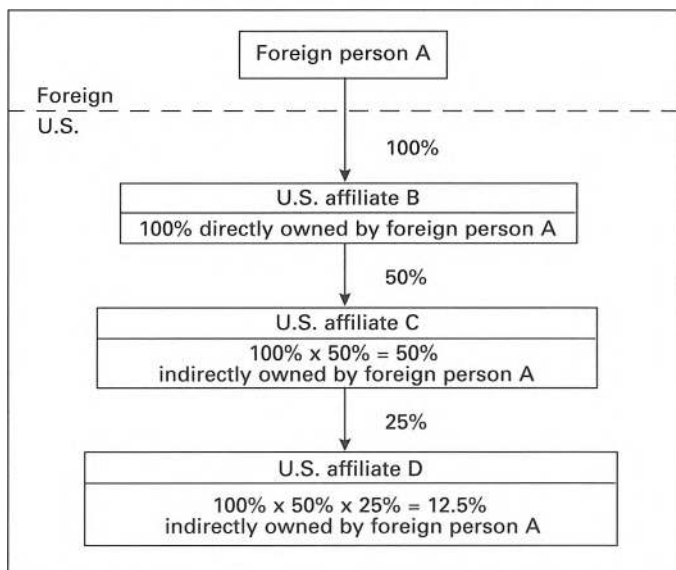 Foreign person A
Foreign
U.S.
100%
U.S. affiliate B
100% directly owned by foreign person A
50%
U.S. affiliate C
100% x 50% = 50%
indirectly owned by foreign person A
25%
U.S. affiliate D
100% x 50% x 25% = 12.5%
indirectly owned by foreign person A